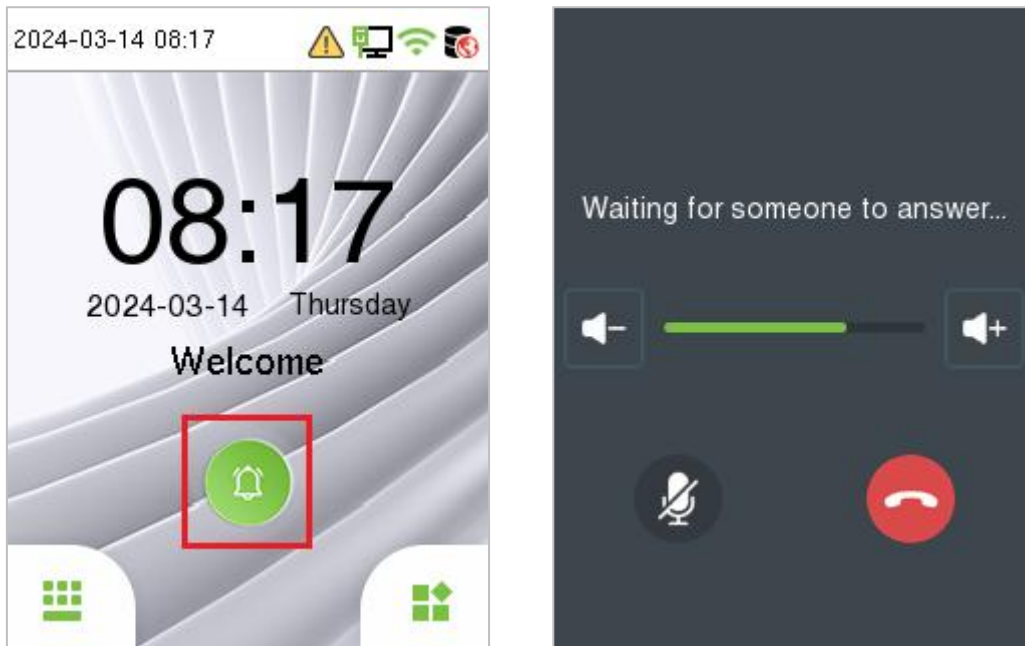 2024-03-14 08:17
08:17
2024-03-14 Thursday
Welcome
Waiting for someone to answer...